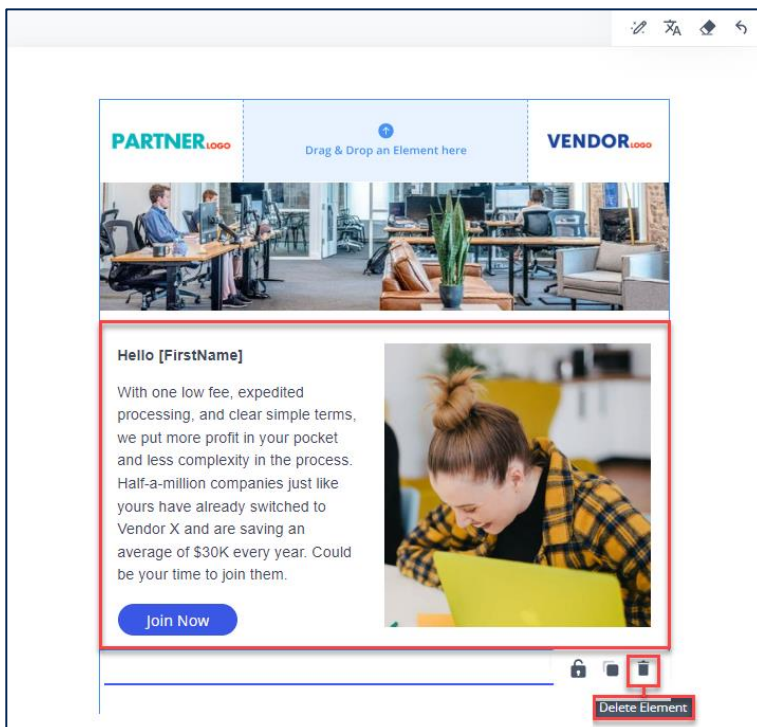 PARTNER LOGO
Drag & Drop an Element here
VENDOR LOGO
Hello [FirstName]
With one low fee, expedited
processing, and clear simple terms,
we put more profit in your pocket
and less complexity in the process.
Half-a-million companies just like
yours have already switched to
Vendor X and are saving an
average of $30K every year. Could
be your time to join them.
Join Now
Delete Element